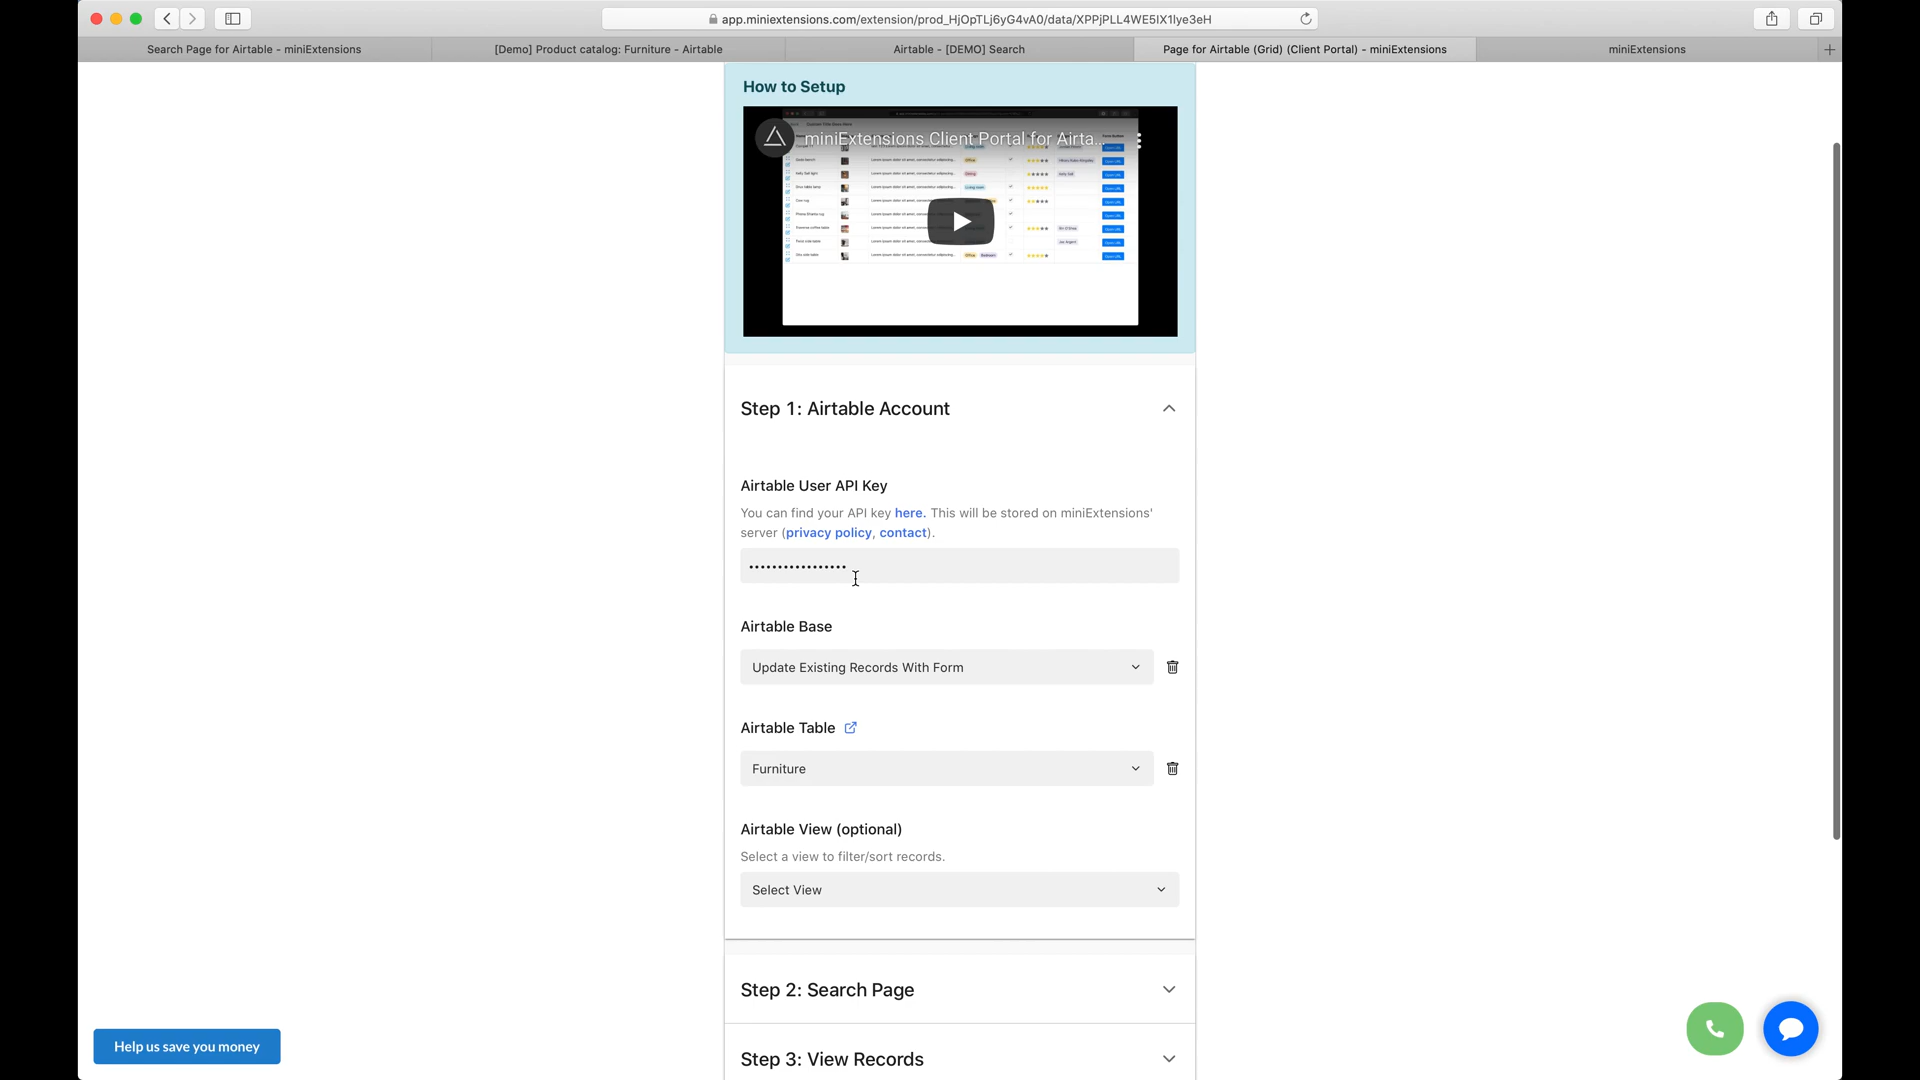 app.miniextensions.com/extension/prod_HjOpTLj6yG4vA0/data/XPPjPLL4WE5IX1lye3eH
Search Page for Airtable - miniExtensions
[Demo] Product catalog: Furniture - Airtable
Airtable - [DEMO] Search
Page for Airtable (Grid) (Client Portal) - miniExtensions
miniExtensions
How to Setup
miniExtensions Client Portal for Airta...
Step 1: Airtable Account
Airtable User API Key
You can find your API key here. This will be stored on miniExtensions'
server (privacy policy, contact).
•••••••••••••••••
Airtable Base
Update Existing Records With Form
Airtable Table
Furniture
Airtable View (optional)
Select a view to filter/sort records.
Select View
Step 2: Search Page
Step 3: View Records
Help us save you money